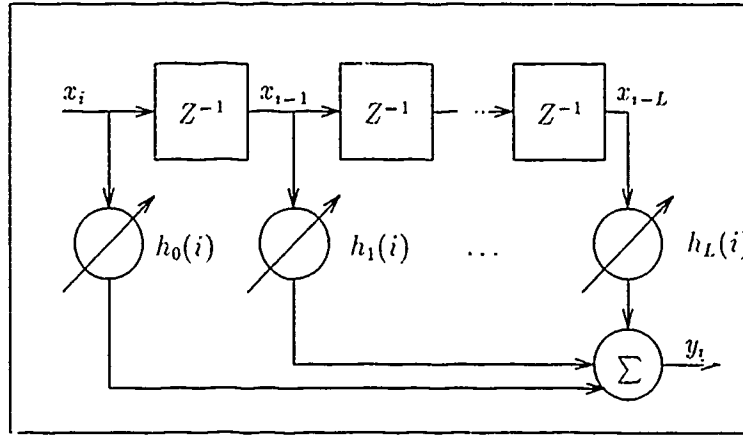 x_i Z^{-1} x_{i-1} Z^{-1} ... Z^{-1} x_{i-L}
h_0(i) h_1(i) ... h_L(i)
Σ y_i